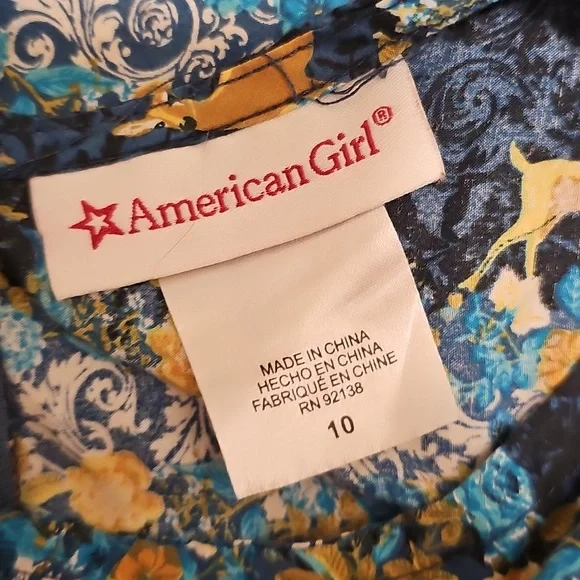 American Girl®
MADE IN CHINA
HECHO EN CHINA
FABRIQUÉ EN CHINE
RN 92138
10